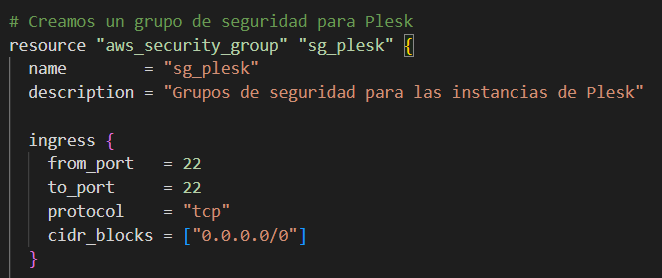 # Creamos un grupo de seguridad para Plesk
resource "aws_security_group" "sg_plesk" {
  name        = "sg_plesk"
  description = "Grupos de seguridad para las instancias de Plesk"

  ingress {
    from_port   = 22
    to_port     = 22
    protocol    = "tcp"
    cidr_blocks = ["0.0.0.0/0"]
  }